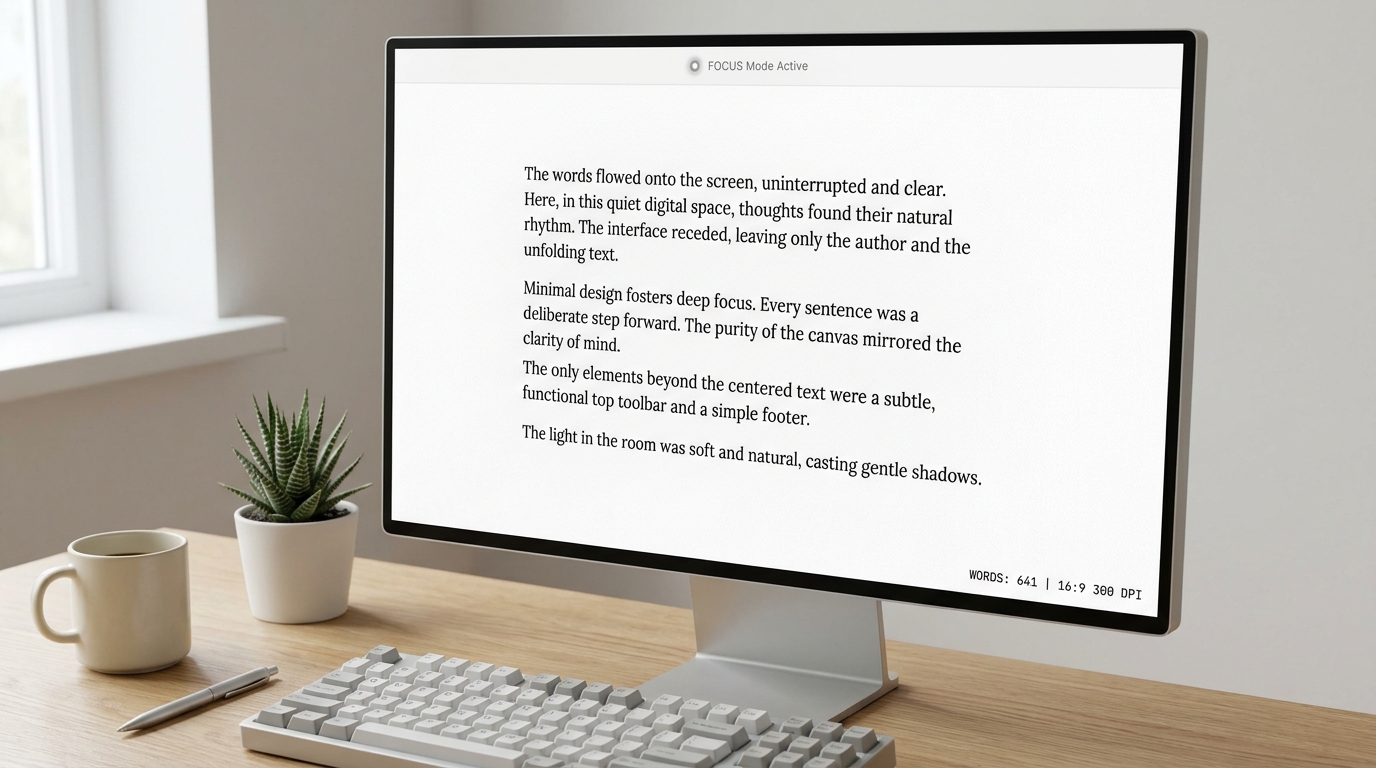 FOCUS Mode Active
The words flowed onto the screen, uninterrupted and clear.
Here, in this quiet digital space, thoughts found their natural
rhythm. The interface receded, leaving only the author and the
unfolding text.
Minimal design fosters deep focus. Every sentence was a
deliberate step forward. The purity of the canvas mirrored the
clarity of mind.
The only elements beyond the centered text were a subtle,
functional top toolbar and a simple footer.
The light in the room was soft and natural, casting gentle shadows.
WORDS: 641 | 16:9 300 DPI